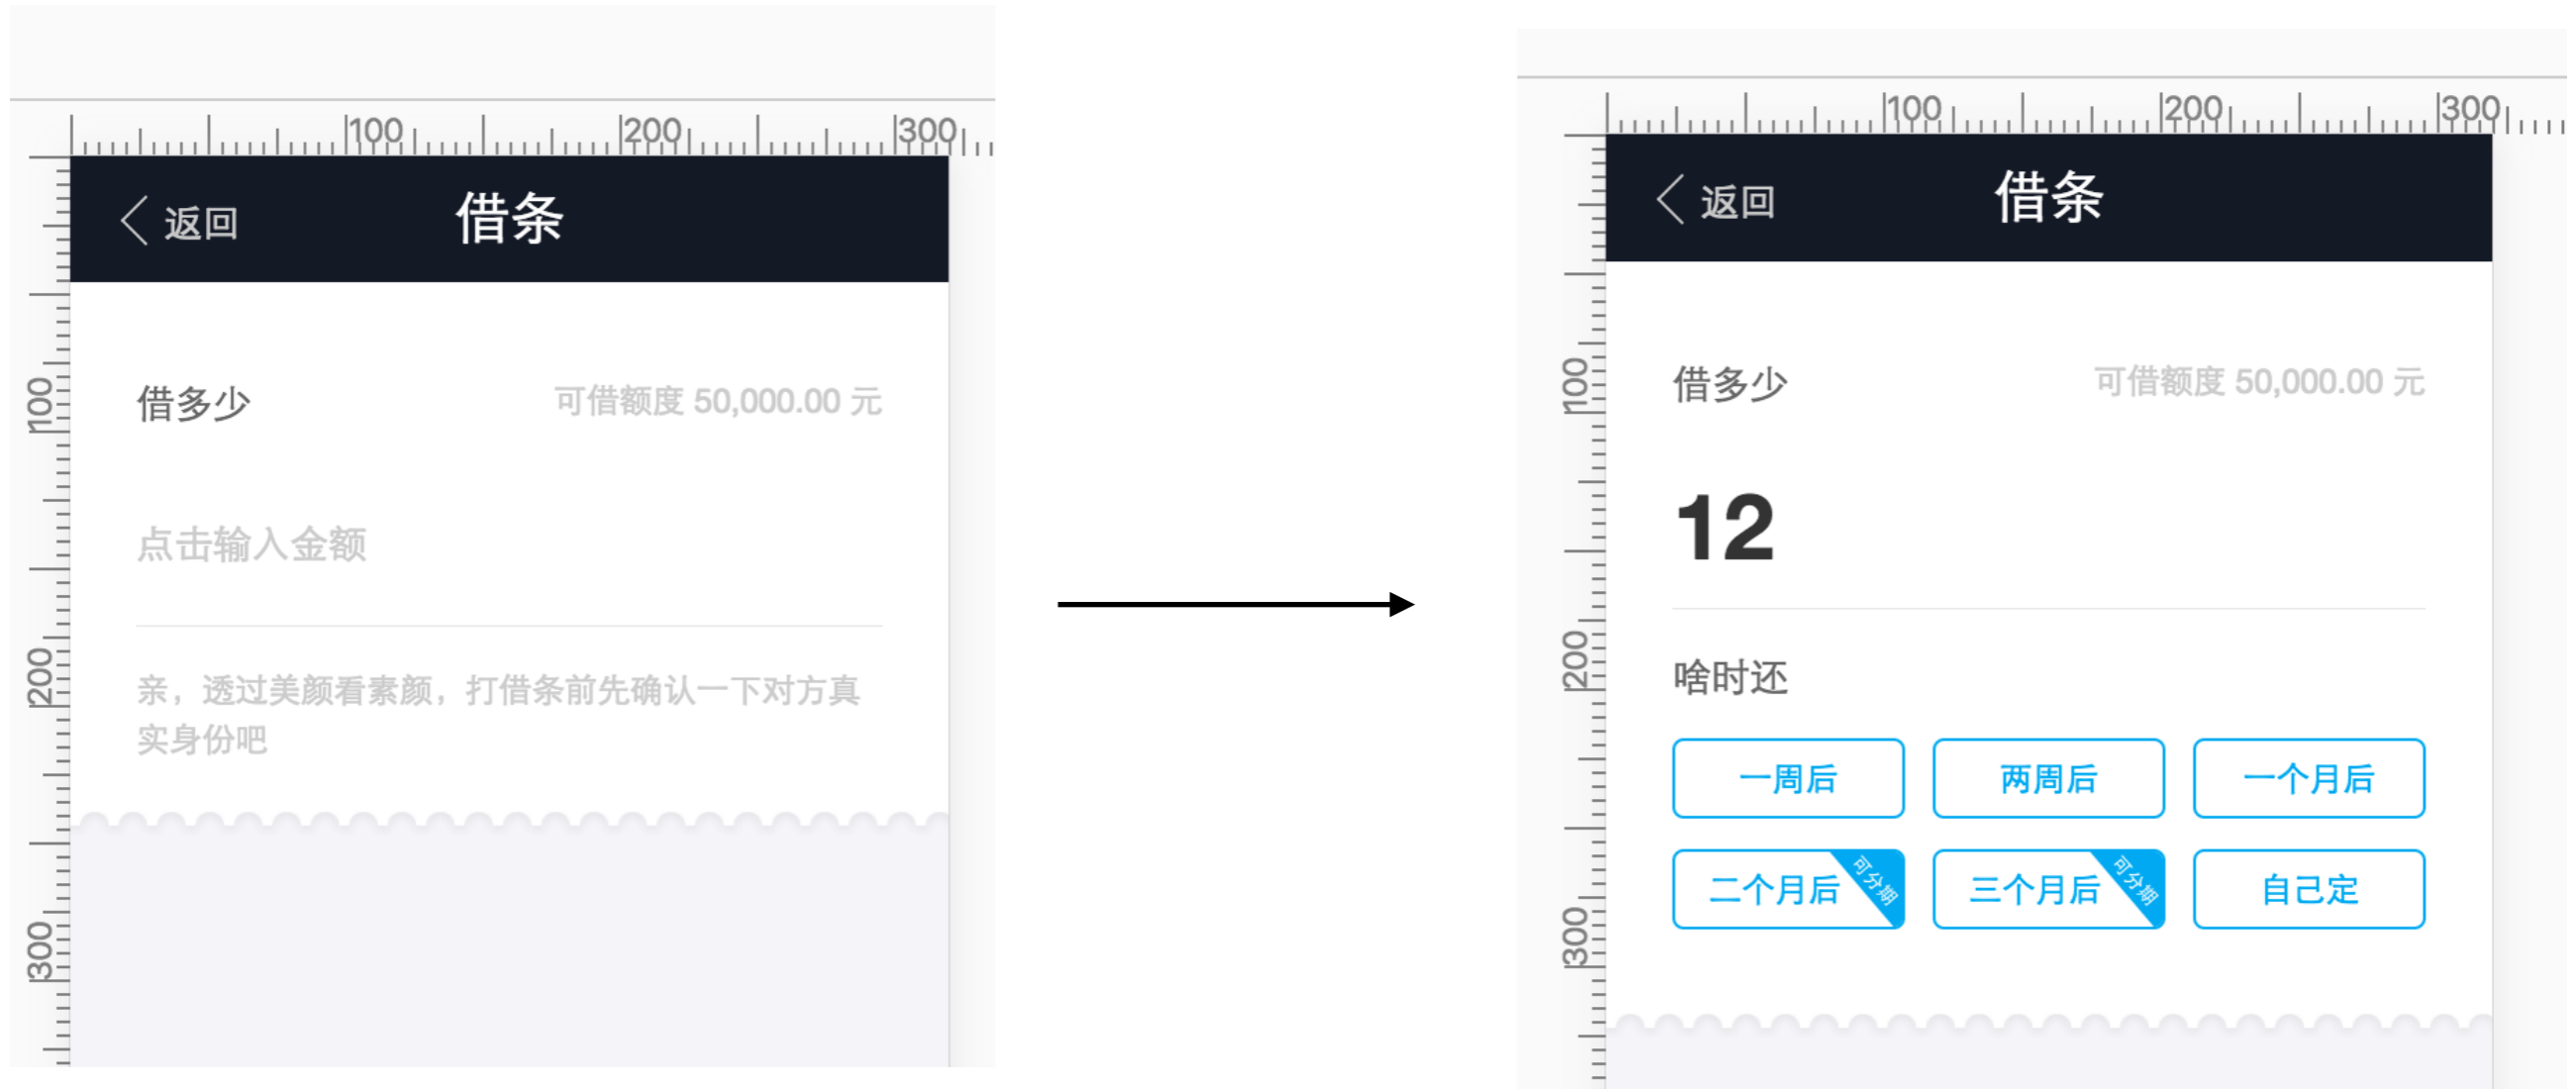 100 200 300
返回 借条
借多少 可借额度 50,000.00 元
点击输入金额
亲，透过美颜看素颜，打借条前先确认一下对方真
实身份吧
100
200
300
100 200 300
返回 借条
借多少 可借额度 50,000.00 元
12
啥时还
一周后 两周后 一个月后
二个月后 可分期 三个月后 可分期 自己定
100
200
300